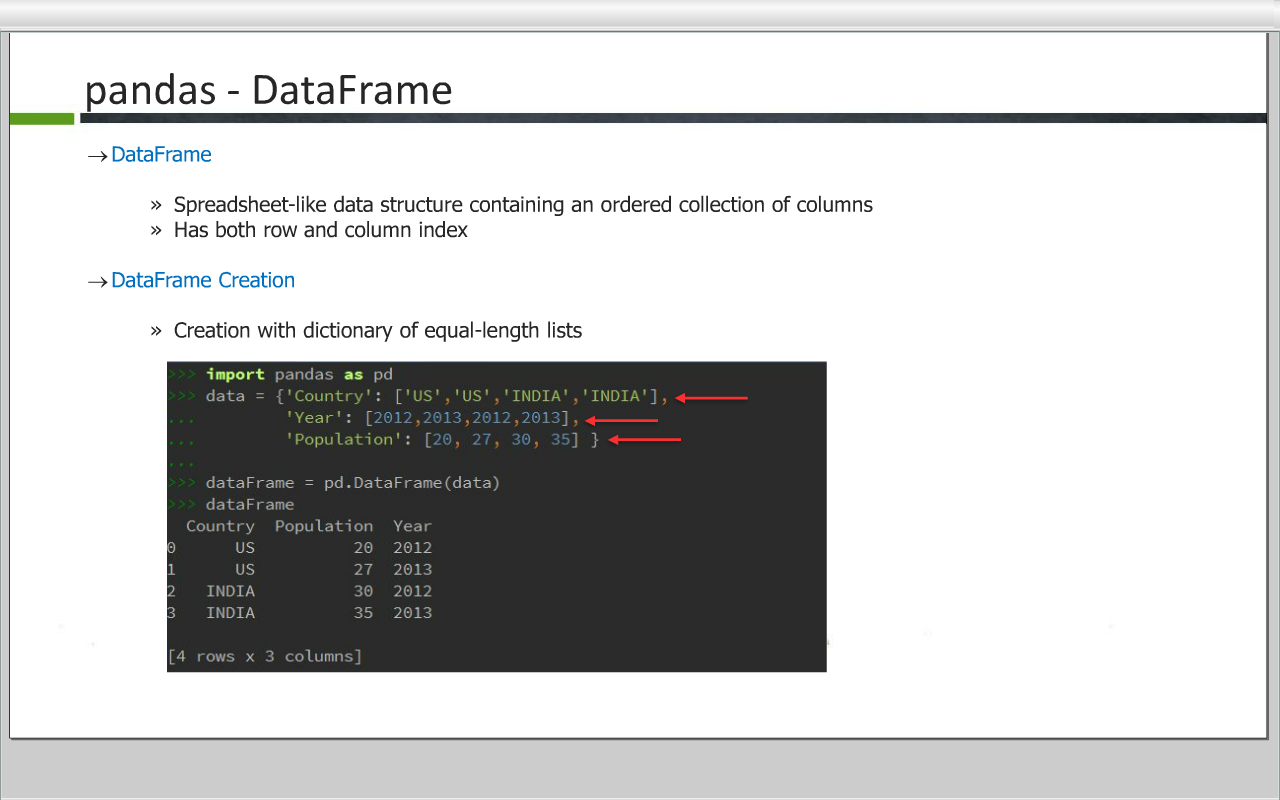 pandas - DataFrame
→DataFrame
» Spreadsheet-like data structure containing an ordered collection of columns
» Has both row and column index
→DataFrame Creation
» Creation with dictionary of equal-length lists
>>> import pandas as pd
>>> data = {'Country': ['US','US','INDIA','INDIA'],
...         'Year': [2012,2013,2012,2013],
...         'Population': [20, 27, 30, 35] }
...
>>> dataFrame = pd.DataFrame(data)
>>> dataFrame
  Country  Population  Year
0      US          20  2012
1      US          27  2013
2   INDIA          30  2012
3   INDIA          35  2013
[4 rows x 3 columns]